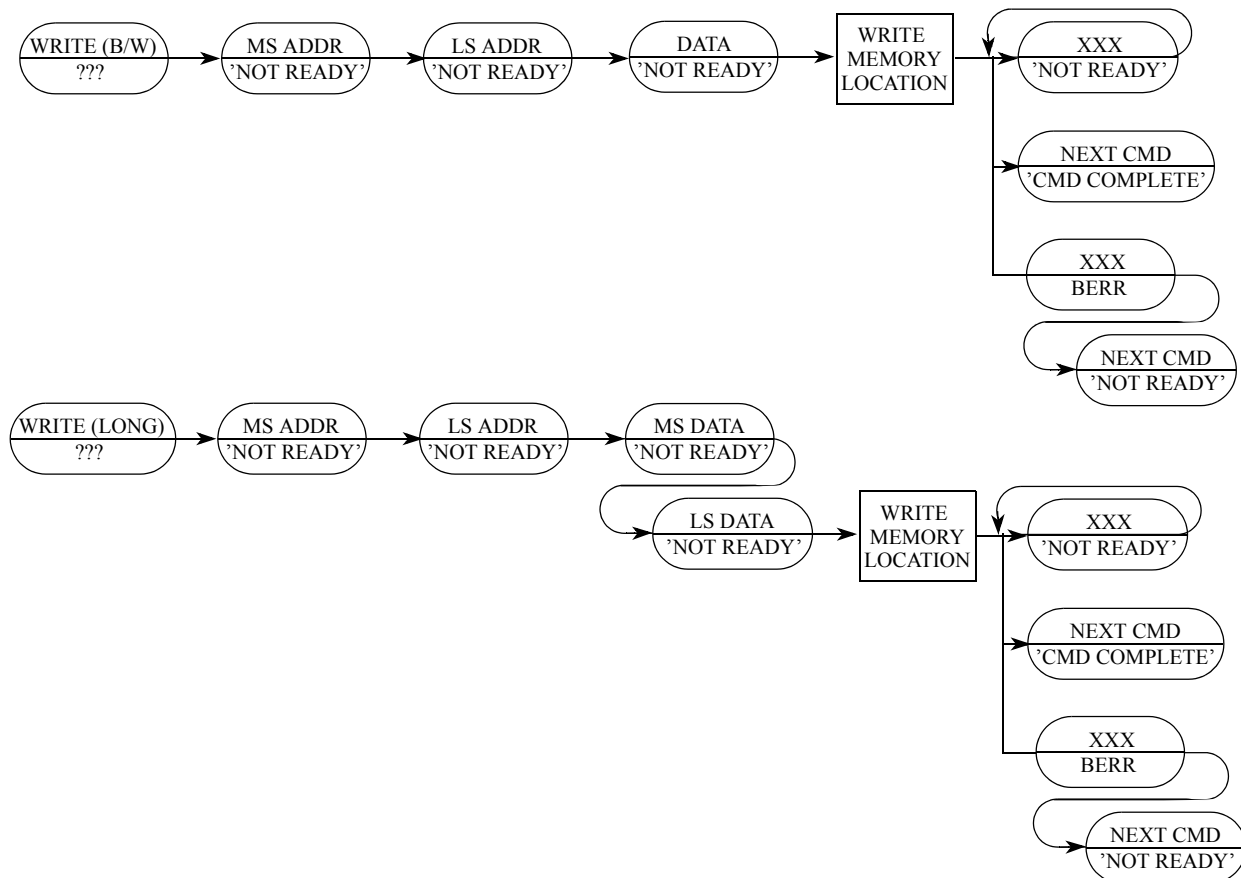 WRITE (B/W)
???
MS ADDR
'NOT READY'
LS ADDR
'NOT READY'
DATA
'NOT READY'
WRITE
MEMORY
LOCATION
XXX
'NOT READY'
NEXT CMD
'CMD COMPLETE'
XXX
BERR
NEXT CMD
'NOT READY'
WRITE (LONG)
???
MS ADDR
'NOT READY'
LS ADDR
'NOT READY'
MS DATA
'NOT READY'
LS DATA
'NOT READY'
WRITE
MEMORY
LOCATION
XXX
'NOT READY'
NEXT CMD
'CMD COMPLETE'
XXX
BERR
NEXT CMD
'NOT READY'